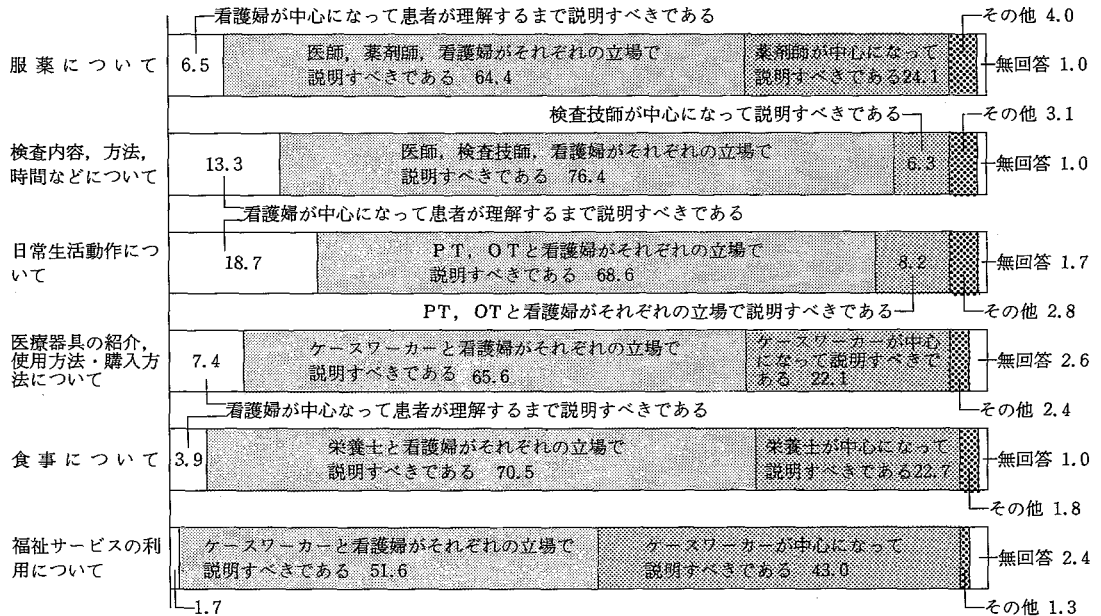 看護婦が中心になって患者が理解するまで説明すべきである
その他 4.0
服薬について
6.5
医師，薬剤師，看護婦がそれぞれの立場で
説明すべきである 64.4
薬剤師が中心になって
説明すべきである24.1
無回答 1.0
検査技師が中心になって説明すべきである
その他 3.1
検査内容，方法，
時間などについて
13.3
医師，検査技師，看護婦がそれぞれの立場で
説明すべきである 76.4
6.3
無回答 1.0
看護婦が中心になって患者が理解するまで説明すべきである
日常生活動作につ
いて
18.7
ＰＴ，ＯＴと看護婦がそれぞれの立場で
説明すべきである 68.6
8.2
無回答 1.7
PT，OTと看護婦がそれぞれの立場で説明すべきである
その他 2.8
医療器具の紹介，
使用方法・購入方
法について
7.4
ケースワーカーと看護婦がそれぞれの立場で
説明すべきである 65.6
ケースワーカーが中心
になって説明すべきで
ある 22.1
無回答 2.6
看護婦が中心なって患者が理解するまで説明すべきである
その他 2.4
食事について
3.9
栄養士と看護婦がそれぞれの立場で
説明すべきである 70.5
栄養士が中心になって
説明すべきである22.7
無回答 1.0
その他 1.8
福祉サービスの利
用について
ケースワーカーと看護婦がそれぞれの立場で
説明すべきである 51.6
ケースワーカーが中心になって
説明すべきである 43.0
無回答 2.4
1.7
その他 1.3